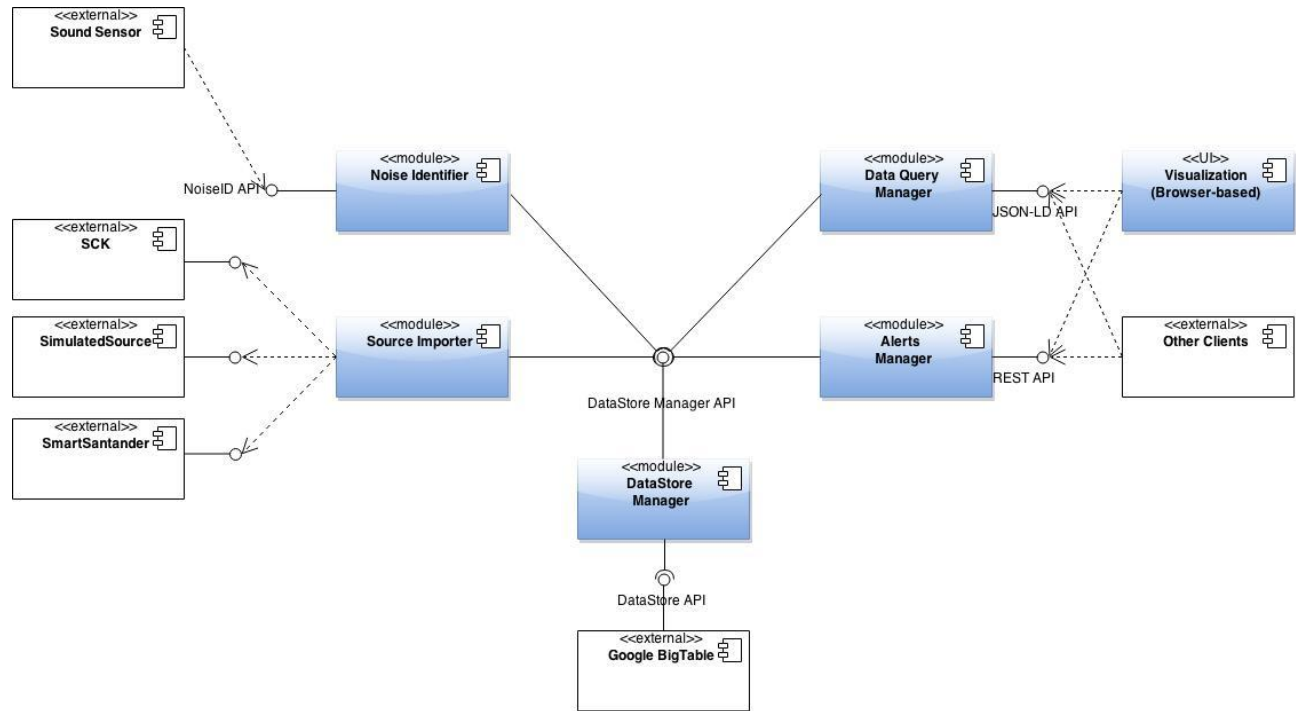 <<external>>
Sound Sensor
<<module>>
Noise Identifier
NoiseID API
<<module>>
Data Query
Manager
JSON-LD API
<<UI>>
Visualization
(Browser-based)
<<external>>
SCK
<<external>>
SimulatedSource
<<external>>
SmartSantander
<<module>>
Source Importer
DataStore Manager API
<<module>>
Alerts
Manager
REST API
<<external>>
Other Clients
<<module>>
DataStore
Manager
DataStore API
<<external>>
Google BigTable